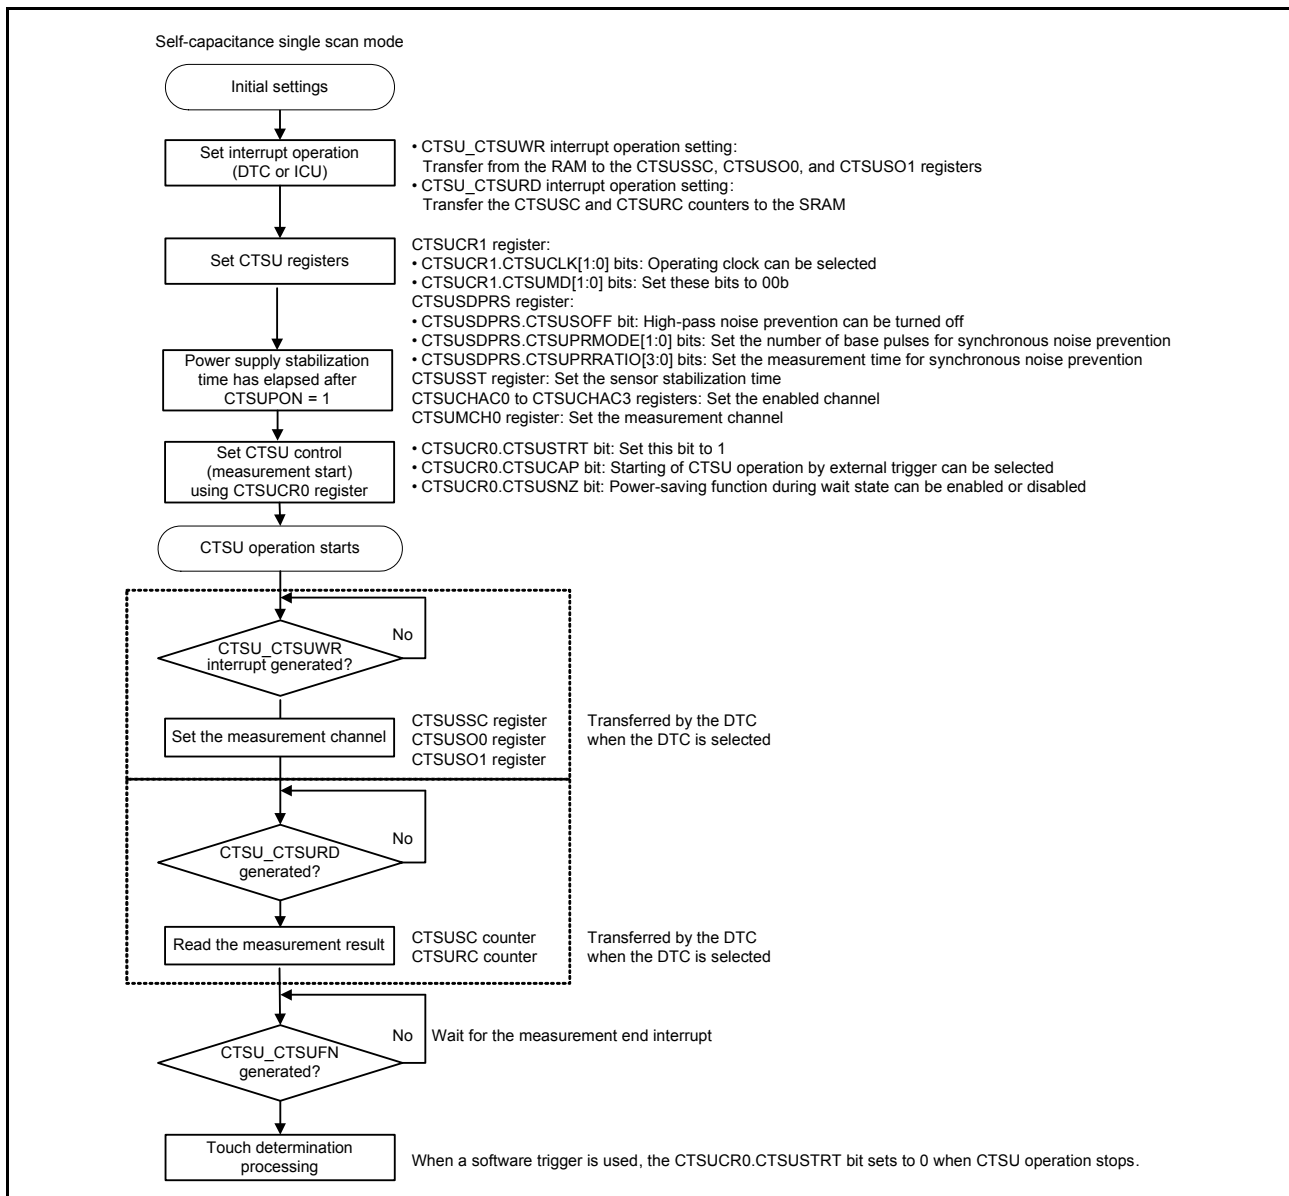 Self-capacitance single scan mode
Initial settings
Set interrupt operation
(DTC or ICU)
• CTSU_CTSUWR interrupt operation setting:
Transfer from the RAM to the CTSUSSC, CTSUSO0, and CTSUSO1 registers
• CTSU_CTSURD interrupt operation setting:
Transfer the CTSUSC and CTSURC counters to the SRAM
Set CTSU registers
CTSUCR1 register:
• CTSUCR1.CTSUCLK[1:0] bits: Operating clock can be selected
• CTSUCR1.CTSUMD[1:0] bits: Set these bits to 00b
CTSUSDPRS register:
• CTSUSDPRS.CTSUSOFF bit: High-pass noise prevention can be turned off
• CTSUSDPRS.CTSUPRMODE[1:0] bits: Set the number of base pulses for synchronous noise prevention
• CTSUSDPRS.CTSUPRRATIO[3:0] bits: Set the measurement time for synchronous noise prevention
CTSUSST register: Set the sensor stabilization time
CTSUCHAC0 to CTSUCHAC3 registers: Set the enabled channel
CTSUMCH0 register: Set the measurement channel
Power supply stabilization
time has elapsed after
CTSUPON = 1
Set CTSU control
(measurement start)
using CTSUCR0 register
• CTSUCR0.CTSUSTRT bit: Set this bit to 1
• CTSUCR0.CTSUCAP bit: Starting of CTSU operation by external trigger can be selected
• CTSUCR0.CTSUSNZ bit: Power-saving function during wait state can be enabled or disabled
CTSU operation starts
No
CTSU_CTSUWR
interrupt generated?
Set the measurement channel
CTSUSSC register
CTSUSO0 register
CTSUSO1 register
Transferred by the DTC
when the DTC is selected
No
CTSU_CTSURD
generated?
Read the measurement result
CTSUSC counter
CTSURC counter
Transferred by the DTC
when the DTC is selected
No
Wait for the measurement end interrupt
CTSU_CTSUFN
generated?
Touch determination
processing
When a software trigger is used, the CTSUCR0.CTSUSTRT bit sets to 0 when CTSU operation stops.